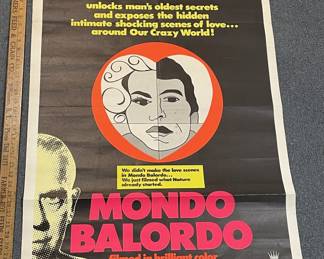 unlocks man's oldest secrets
and exposes the hidden
intimate shocking scenes of love...
around Our Crazy World!
We didn't make the love scenes
in Mondo Balordo...
We just filmed what Nature
already started.
MONDO
BALORDO
filmed in brilliant color